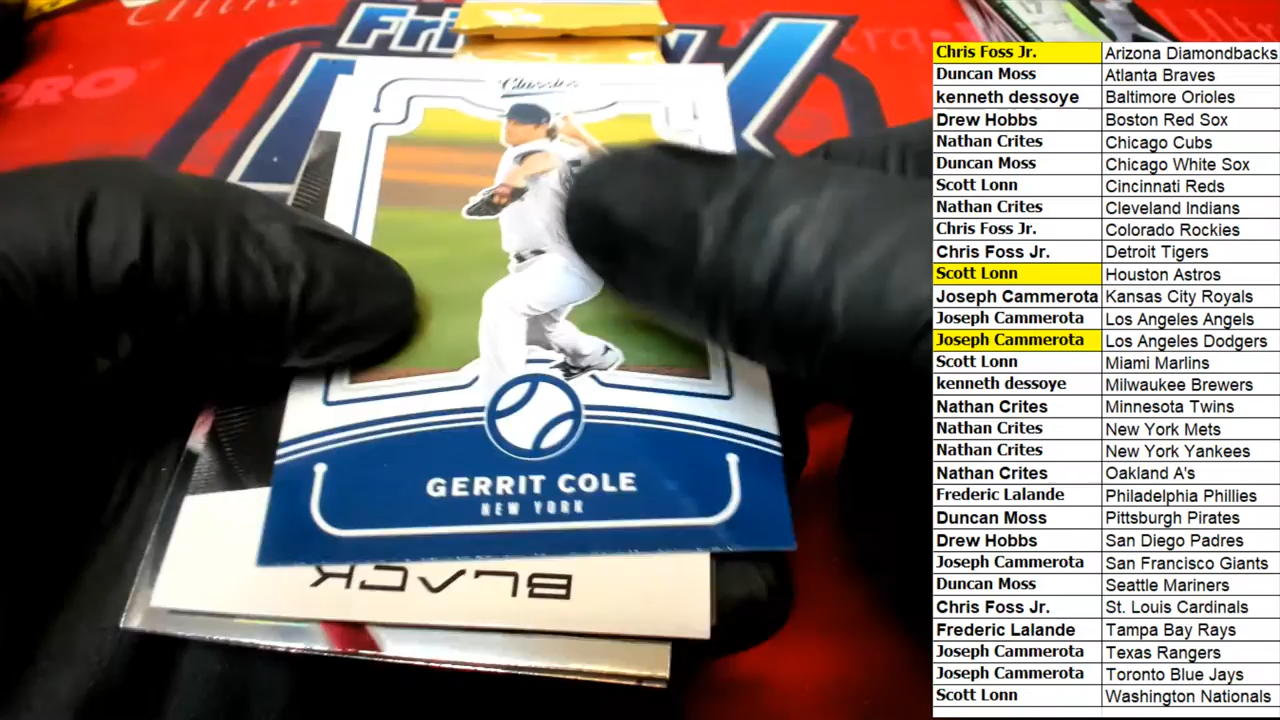 Fri
PRO
Classics
GERRIT COLE
NEW YORK
BLACK
Chris Foss Jr. Arizona Diamondbacks
Duncan Moss Atlanta Braves
kenneth dessoye Baltimore Orioles
Drew Hobbs Boston Red Sox
Nathan Crites Chicago Cubs
Duncan Moss Chicago White Sox
Scott Lonn Cincinnati Reds
Nathan Crites Cleveland Indians
Chris Foss Jr. Colorado Rockies
Chris Foss Jr. Detroit Tigers
Scott Lonn Houston Astros
Joseph Cammerota Kansas City Royals
Joseph Cammerota Los Angeles Angels
Joseph Cammerota Los Angeles Dodgers
Scott Lonn Miami Marlins
kenneth dessoye Milwaukee Brewers
Nathan Crites Minnesota Twins
Nathan Crites New York Mets
Nathan Crites New York Yankees
Nathan Crites Oakland A's
Frederic Lalande Philadelphia Phillies
Duncan Moss Pittsburgh Pirates
Drew Hobbs San Diego Padres
Joseph Cammerota San Francisco Giants
Duncan Moss Seattle Mariners
Chris Foss Jr. St. Louis Cardinals
Frederic Lalande Tampa Bay Rays
Joseph Cammerota Texas Rangers
Joseph Cammerota Toronto Blue Jays
Scott Lonn Washington Nationals